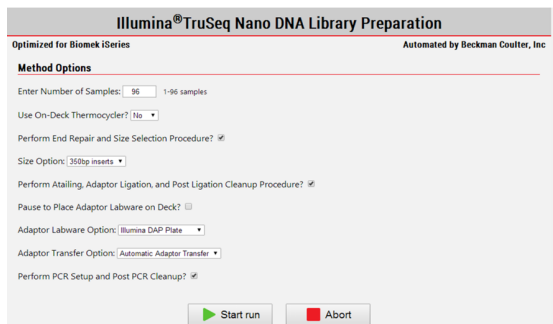 Illumina®TruSeq Nano DNA Library Preparation
Optimized for Biomek iSeries Automated by Beckman Coulter, Inc
Method Options
Enter Number of Samples: 96 1-96 samples
Use On-Deck Thermocycler? No
Perform End Repair and Size Selection Procedure?
Size Option: 350bp inserts
Perform Atailing, Adaptor Ligation, and Post Ligation Cleanup Procedure?
Pause to Place Adaptor Labware on Deck?
Adaptor Labware Option: Illumina DAP Plate
Adaptor Transfer Option: Automatic Adaptor Transfer
Perform PCR Setup and Post PCR Cleanup?
Start run Abort